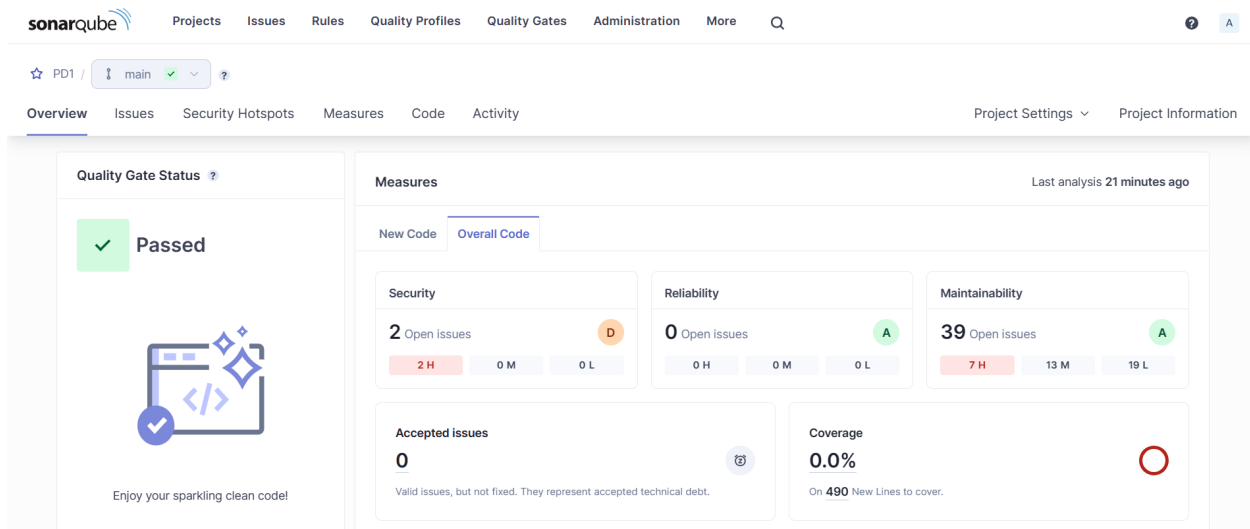 sonarqube Projects Issues Rules Quality Profiles Quality Gates Administration More ? A
PD1 / main ?
Overview Issues Security Hotspots Measures Code Activity Project Settings Project Information
Quality Gate Status ?
Passed
</>
Enjoy your sparkling clean code!
Measures Last analysis 21 minutes ago
New Code Overall Code
Security
2 Open issues D
2 H 0 M 0 L
Reliability
0 Open issues A
0 H 0 M 0 L
Maintainability
39 Open issues A
7 H 13 M 19 L
Accepted issues
0
Valid issues, but not fixed. They represent accepted technical debt.
Coverage
0.0%
On 490 New Lines to cover.